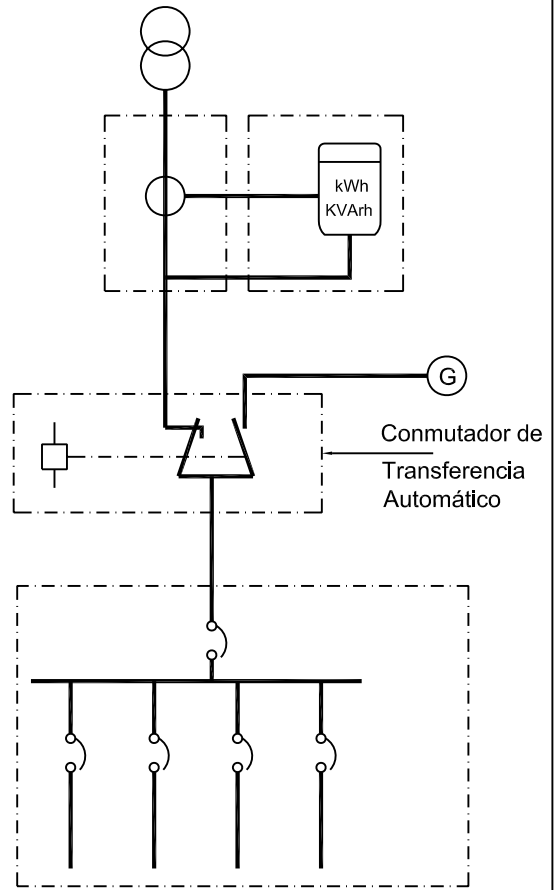 kWh
KVArh
G
Conmutador de
Transferencia
Automático